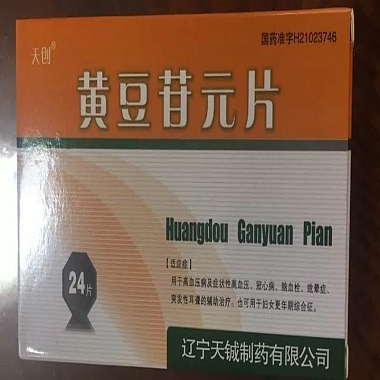 天创®
国药准字H21023746
黄豆苷元片
Huangdou Ganyuan Pian
【适应症】
用于高血压病及症状性高血压、冠心病、脑血栓、眩晕症、
突发性耳聋的辅助治疗。也可用于妇女更年期综合征。
24片
辽宁天铖制药有限公司